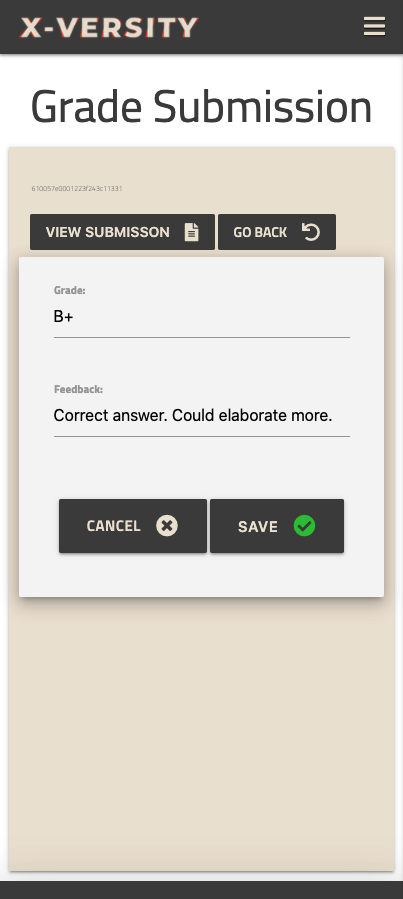 X-VERSITY
Grade Submission
610057e0001223f243c11331
VIEW SUBMISSON GO BACK
Grade:
B+
Feedback:
Correct answer. Could elaborate more.
CANCEL SAVE